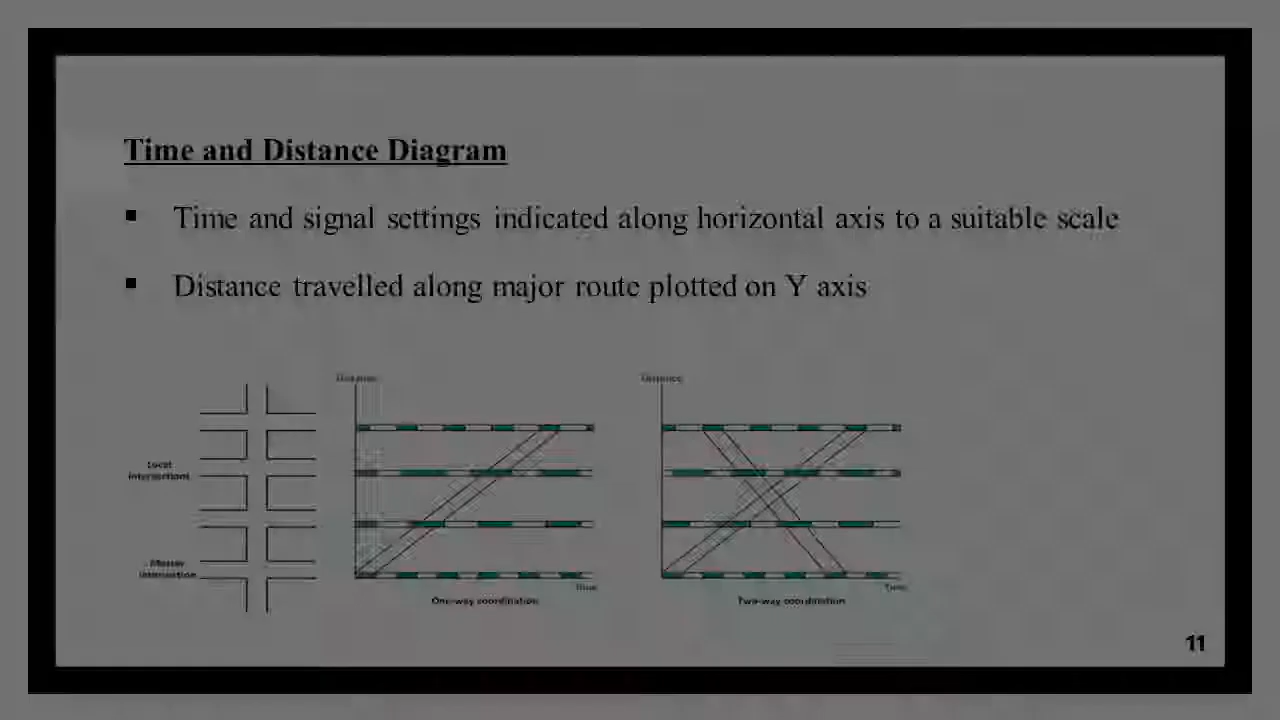 Time and Distance Diagram
▪ Time and signal settings indicated along horizontal axis to a suitable scale
▪ Distance travelled along major route plotted on Y axis
Distance
Distance
Local
intersections
Master
intersection
Time
Time
One-way coordination
Two-way coordination
11